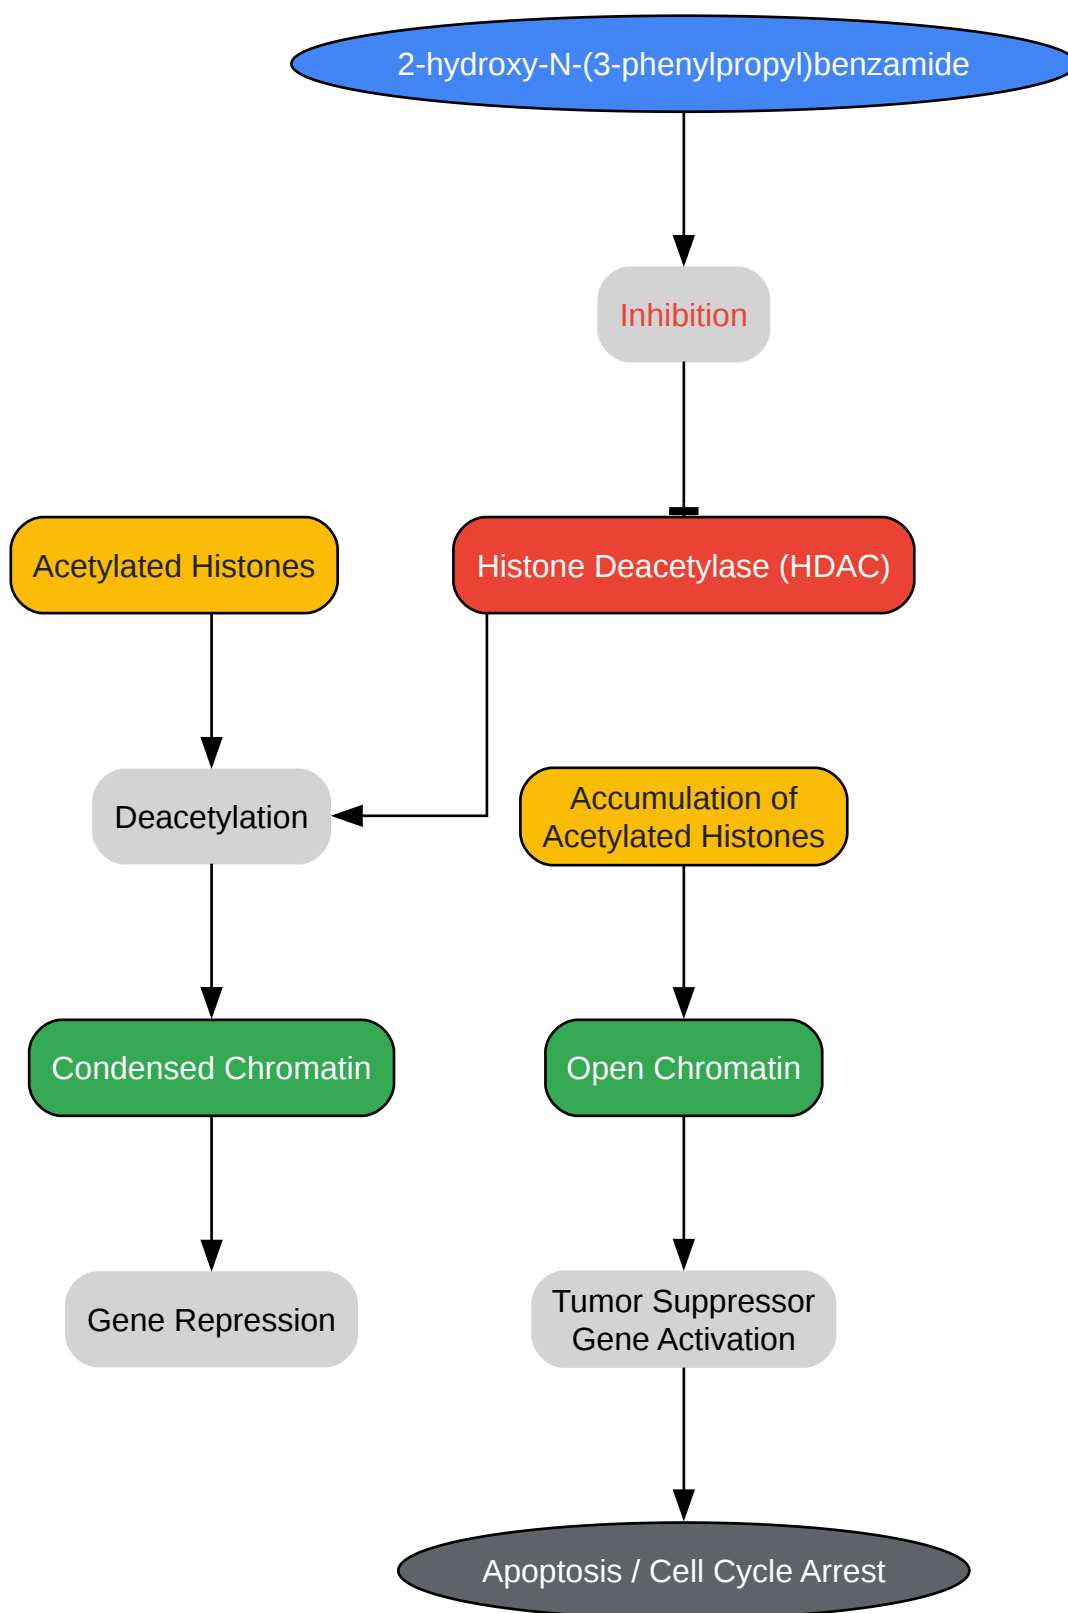 2-hydroxy-N-(3-phenylpropyl)benzamide
Inhibition
Acetylated Histones
Histone Deacetylase (HDAC)
Deacetylation
Accumulation of
Acetylated Histones
Condensed Chromatin
Open Chromatin
Gene Repression
Tumor Suppressor
Gene Activation
Apoptosis / Cell Cycle Arrest